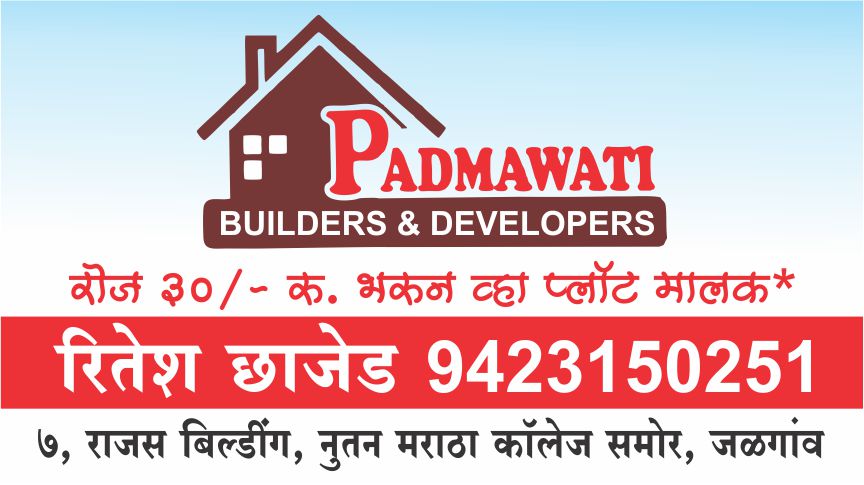 PADMAWATI
BUILDERS & DEVELOPERS
रोज ३०/- रु. भरून व्हा प्लॉट मालक*
रितेश छाजेड 9423150251
७, राजस बिल्डींग, नुतन मराठा कॉलेज समोर, जळगांव